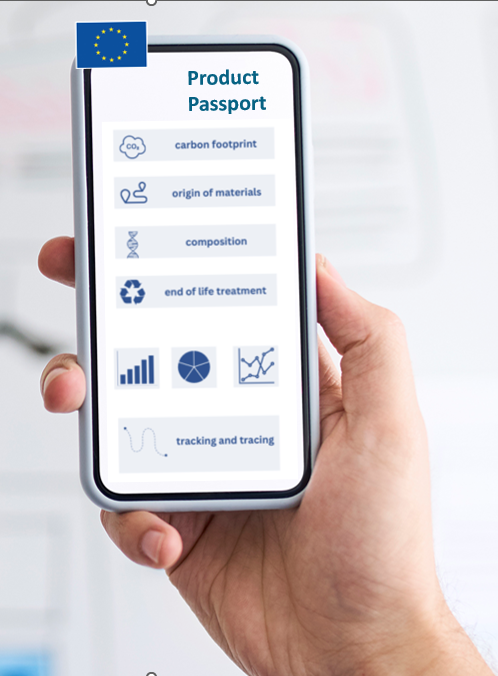 Product
Passport
CO₂
carbon footprint
origin of materials
composition
end of life treatment
tracking and tracing